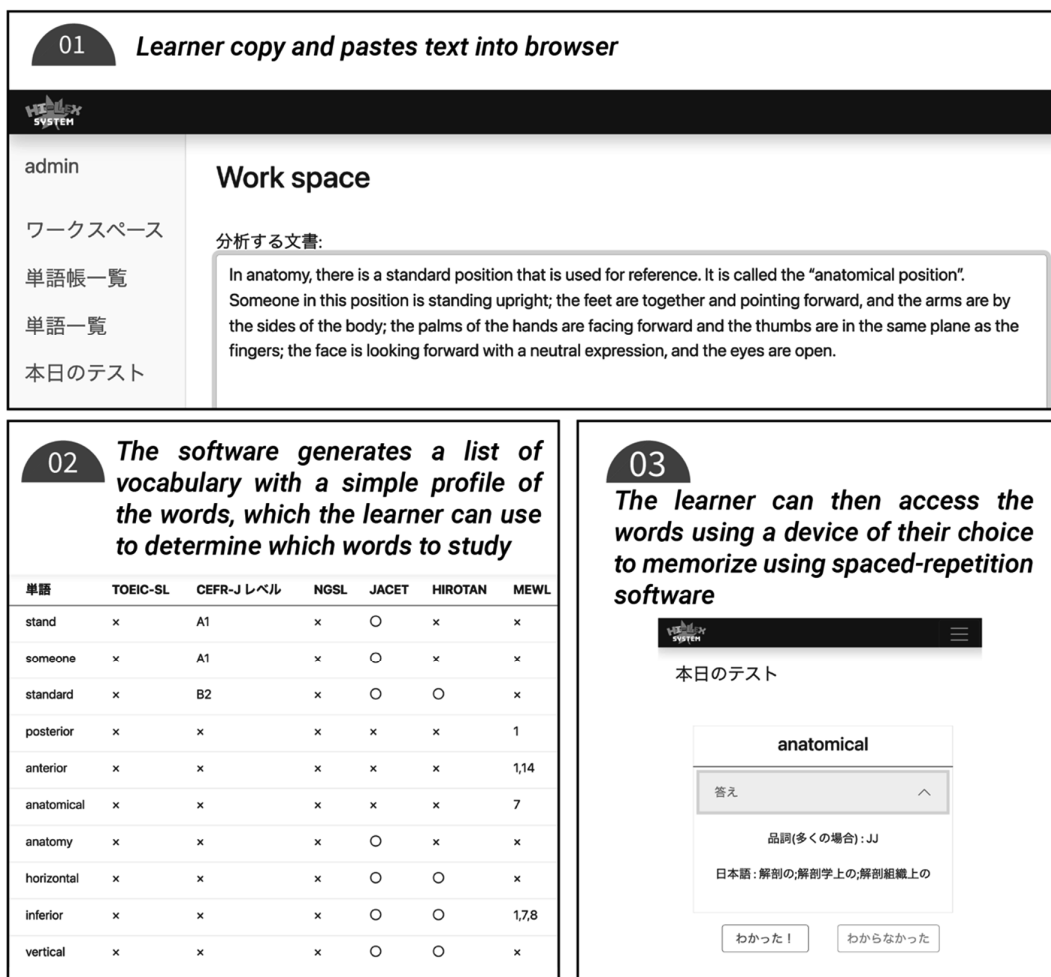 01
Learner copy and pastes text into browser
HI-LEX
SYSTEM
admin
Work space
ワークスペース
分析する文書:
単語帳一覧
In anatomy, there is a standard position that is used for reference. It is called the “anatomical position”.
Someone in this position is standing upright; the feet are together and pointing forward, and the arms are by
単語一覧
the sides of the body; the palms of the hands are facing forward and the thumbs are in the same plane as the
fingers; the face is looking forward with a neutral expression, and the eyes are open.
本日のテスト
02
The software generates a list of
vocabulary with a simple profile of
the words, which the learner can use
to determine which words to study
単語 TOEIC-SL CEFR-J レベル NGSL JACET HIROTAN MEWL
stand × A1 × ○ × ×
someone × A1 × ○ × ×
standard × B2 × ○ ○ ×
posterior × × × × × 1
anterior × × × × × 1,14
anatomical × × × × × 7
anatomy × × × ○ × ×
horizontal × × × ○ ○ ×
inferior × × × ○ ○ 1,7,8
vertical × × × ○ ○ ×
03
The learner can then access the
words using a device of their choice
to memorize using spaced-repetition
software
HI-LEX
SYSTEM
本日のテスト
anatomical
答え
品詞(多くの場合) : JJ
日本語 : 解剖の;解剖学上の;解剖組織上の
わかった！ わからなかった